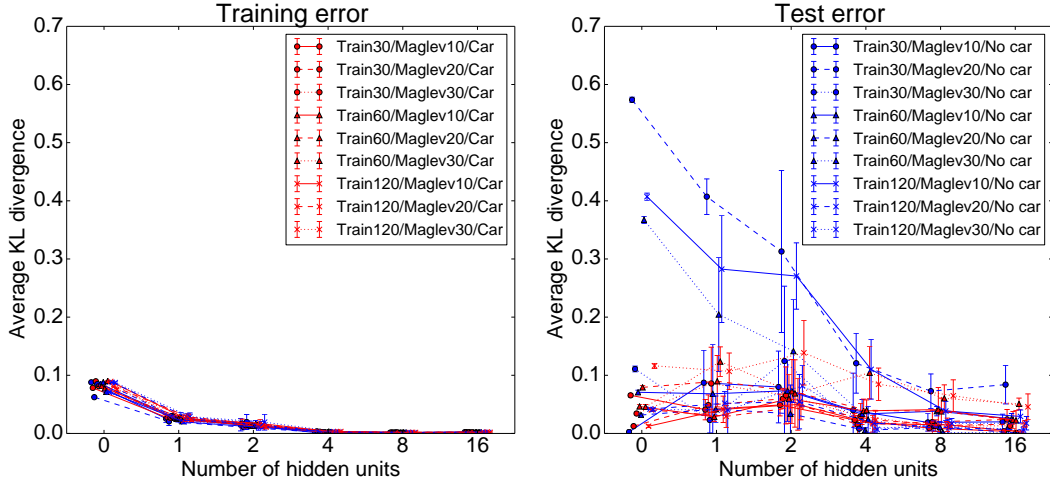 Training error
0.7
0.6
0.5
0.4
0.3
0.2
0.1
0.0
Average KL divergence
Train30/Maglev10/Car
Train30/Maglev20/Car
Train30/Maglev30/Car
Train60/Maglev10/Car
Train60/Maglev20/Car
Train60/Maglev30/Car
Train120/Maglev10/Car
Train120/Maglev20/Car
Train120/Maglev30/Car
0 1 2 4 8 16
Number of hidden units
Test error
0.7
0.6
0.5
0.4
0.3
0.2
0.1
0.0
Average KL divergence
Train30/Maglev10/No car
Train30/Maglev20/No car
Train30/Maglev30/No car
Train60/Maglev10/No car
Train60/Maglev20/No car
Train60/Maglev30/No car
Train120/Maglev10/No car
Train120/Maglev20/No car
Train120/Maglev30/No car
0 1 2 4 8 16
Number of hidden units